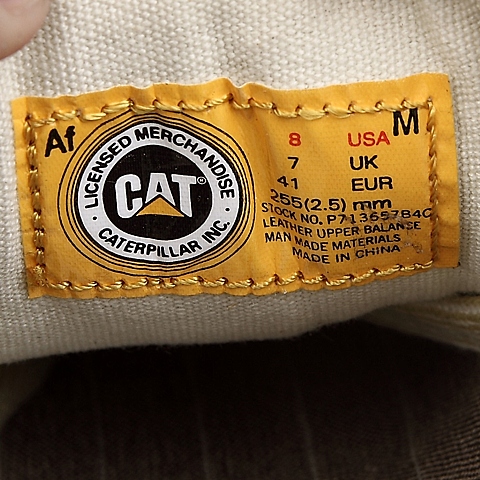 Af
LICENSED MERCHANDISE
CAT®
CATERPILLAR INC.
M
8 USA
7 UK
41 EUR
255(2.5) mm
STOCK NO. P713657B4C
LEATHER UPPER BALANSE
MAN MADE MATERIALS
MADE IN CHINA